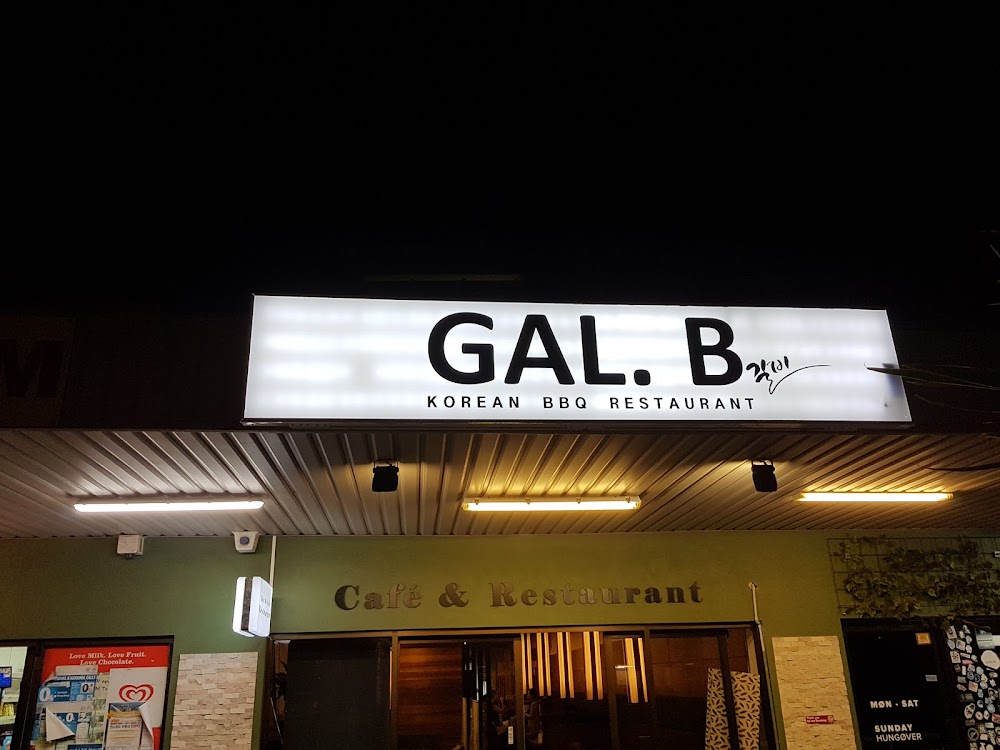 M
GAL. B 갈비
KOREAN BBQ RESTAURANT
Café & Restaurant
Love Milk. Love Fruit.
Love Chocolate.
MON - SAT
SUNDAY
HUNGOVER